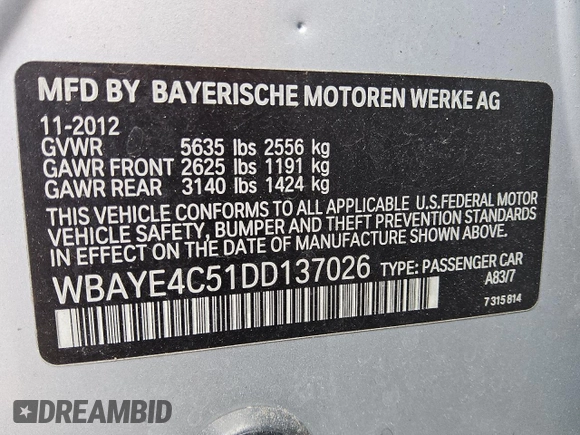 MFD BY BAYERISCHE MOTOREN WERKE AG
11-2012
GVWR 5635 lbs 2556 kg
GAWR FRONT 2625 lbs 1191 kg
GAWR REAR 3140 lbs 1424 kg
THIS VEHICLE CONFORMS TO ALL APPLICABLE U.S.FEDERAL MOTOR
VEHICLE SAFETY, BUMPER AND THEFT PREVENTION STANDARDS
IN EFFECT ON THE DATE OF MANUFACTURE SHOWN ABOVE.
WBAYE4C51DD137026 TYPE: PASSENGER CAR
A83/7
7 315 814
DREAMBID